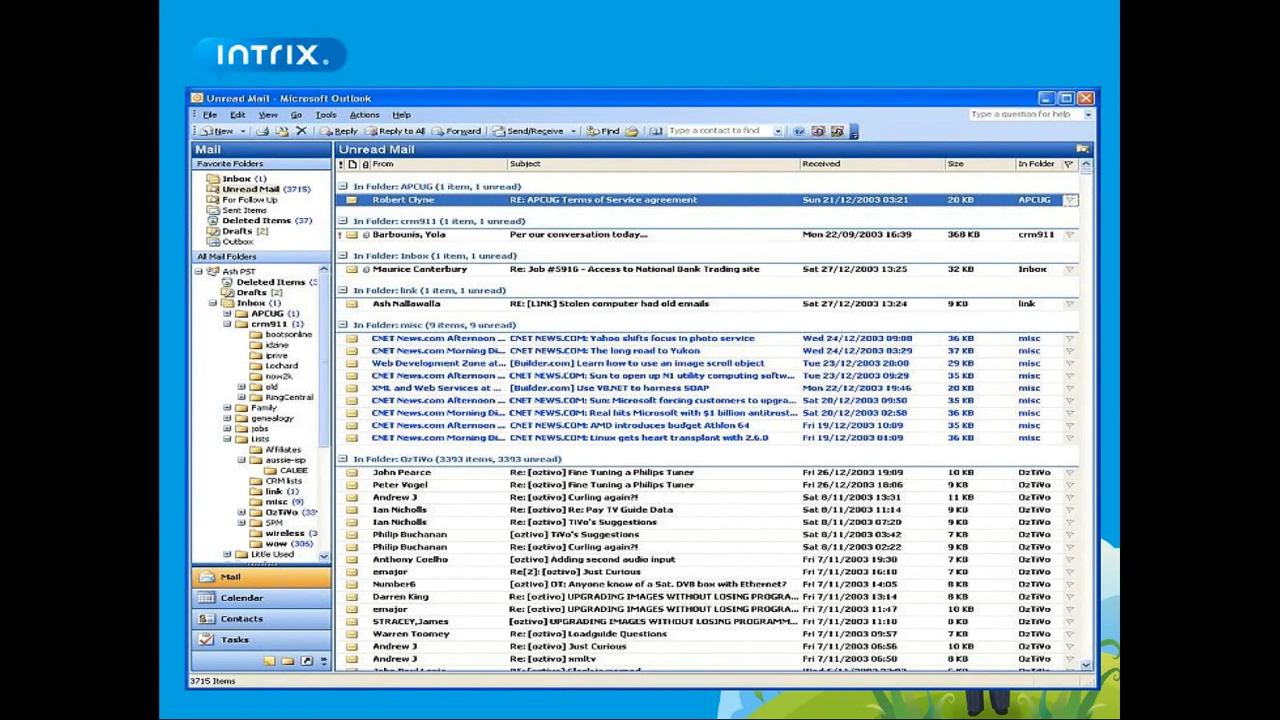 INTRIX.
Unread Mail - Microsoft Outlook
File Edit View Go Tools Actions Help Type a question for help
New Reply Reply to All Forward Send/Receive Find Type a contact to find
Mail
Favorite Folders
Inbox (1)
Unread Mail (3715)
For Follow Up
Sent Items
Deleted Items (37)
Drafts [2]
Outbox
All Mail Folders
Ash PST
Deleted Items (3
Drafts [2]
Inbox (1)
APCUG (1)
crm911 (1)
bootsonline
idzine
iprive
Lochard
now2k
old
RingCentral
Family
genealogy
jobs
Lists
Affiliates
aussie-isp
CAUBE
CRM lists
link (1)
misc (9)
OzTiVo (33
SPM
wireless (3
wow (306)
Little Used
Mail
Calendar
Contacts
Tasks
Unread Mail
From Subject Received Size In Folder
In Folder: APCUG (1 item, 1 unread)
Robert Clyne RE: APCUG Terms of Service agreement Sun 21/12/2003 03:21 20 KB APCUG
In Folder: crm911 (1 item, 1 unread)
Barbounis, Yola Per our conversation today... Mon 22/09/2003 16:39 368 KB crm911
In Folder: Inbox (1 item, 1 unread)
Maurice Canterbury Re: Job #5916 - Access to National Bank Trading site Sat 27/12/2003 13:25 32 KB Inbox
In Folder: link (1 item, 1 unread)
Ash Nallawalla RE: [LINK] Stolen computer had old emails Sat 27/12/2003 13:24 9 KB link
In Folder: misc (9 items, 9 unread)
CNET News.com Afternoon ... CNET NEWS.COM: Yahoo shifts focus in photo service Wed 24/12/2003 09:08 36 KB misc
CNET News.com Morning Di... CNET NEWS.COM: The long road to Yukon Wed 24/12/2003 03:29 37 KB misc
Web Development Zone at... [Builder.com] Learn how to use an image scroll object Tue 23/12/2003 20:00 29 KB misc
CNET News.com Afternoon ... CNET NEWS.COM: Sun to open up N1 utility computing softw... Tue 23/12/2003 09:29 35 KB misc
XML and Web Services at ... [Builder.com] Use VB.NET to harness SOAP Mon 22/12/2003 19:46 20 KB misc
CNET News.com Afternoon ... CNET NEWS.COM: Sun: Microsoft forcing customers to upgra... Sat 20/12/2003 09:50 35 KB misc
CNET News.com Morning Di... CNET NEWS.COM: Real hits Microsoft with $1 billion antitrust... Sat 20/12/2003 02:58 36 KB misc
CNET News.com Afternoon ... CNET NEWS.COM: AMD introduces budget Athlon 64 Fri 19/12/2003 10:09 35 KB misc
CNET News.com Morning Di... CNET NEWS.COM: Linux gets heart transplant with 2.6.0 Fri 19/12/2003 01:09 36 KB misc
In Folder: OzTiVo (3393 items, 3393 unread)
John Pearce Re: [oztivo] Fine Tuning a Philips Tuner Fri 26/12/2003 19:09 10 KB OzTiVo
Peter Vogel Re: [oztivo] Fine Tuning a Philips Tuner Fri 26/12/2003 18:06 9 KB OzTiVo
Andrew J Re: [oztivo] Curling again?! Sat 8/11/2003 13:31 11 KB OzTiVo
Ian Nicholls Re: [oztivo] Re: Pay TV Guide Data Sat 8/11/2003 11:14 9 KB OzTiVo
Ian Nicholls Re: [oztivo] TiVo's Suggestions Sat 8/11/2003 07:20 9 KB OzTiVo
Philip Buchanan [oztivo] TiVo's Suggestions Sat 8/11/2003 03:42 7 KB OzTiVo
Philip Buchanan Re: [oztivo] Curling again?! Sat 8/11/2003 02:22 9 KB OzTiVo
Anthony Coelho [oztivo] Adding second audio input Fri 7/11/2003 19:30 7 KB OzTiVo
emajor Re[2]: [oztivo] Just Curious Fri 7/11/2003 16:18 7 KB OzTiVo
Number6 [oztivo] OT: Anyone know of a Sat. DVB box with Ethernet? Fri 7/11/2003 14:05 8 KB OzTiVo
Darren King Re: [oztivo] UPGRADING IMAGES WITHOUT LOSING PROGRA... Fri 7/11/2003 11:56 8 KB OzTiVo
emajor Re: [oztivo] UPGRADING IMAGES WITHOUT LOSING PROGRA... Fri 7/11/2003 11:47 10 KB OzTiVo
STRACEY,James [oztivo] UPGRADING IMAGES WITHOUT LOSING PROGRAMM... Fri 7/11/2003 11:18 8 KB OzTiVo
Warren Toomey Re: [oztivo] Loadguide Questions Fri 7/11/2003 09:57 7 KB OzTiVo
Andrew J Re: [oztivo] Just Curious Fri 7/11/2003 06:56 9 KB OzTiVo
Andrew J Re: [oztivo] xmltv Fri 7/11/2003 06:50 8 KB OzTiVo
3715 Items